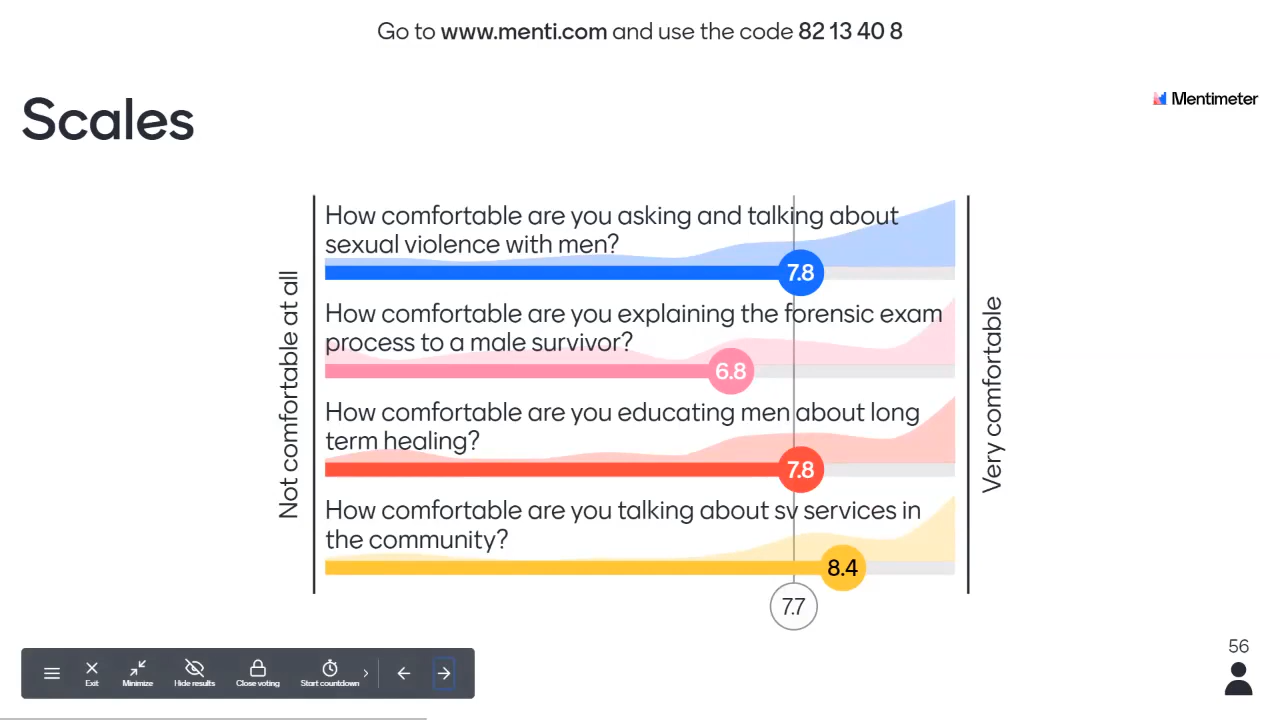 Go to www.menti.com and use the code 82 13 40 8
Scales
Mentimeter
Not comfortable at all
How comfortable are you asking and talking about
sexual violence with men?
7.8
How comfortable are you explaining the forensic exam
process to a male survivor?
6.8
How comfortable are you educating men about long
term healing?
7.8
How comfortable are you talking about sv services in
the community?
8.4
7.7
Very comfortable
Exit
Minimize
Hide results
Close voting
Start countdown
56